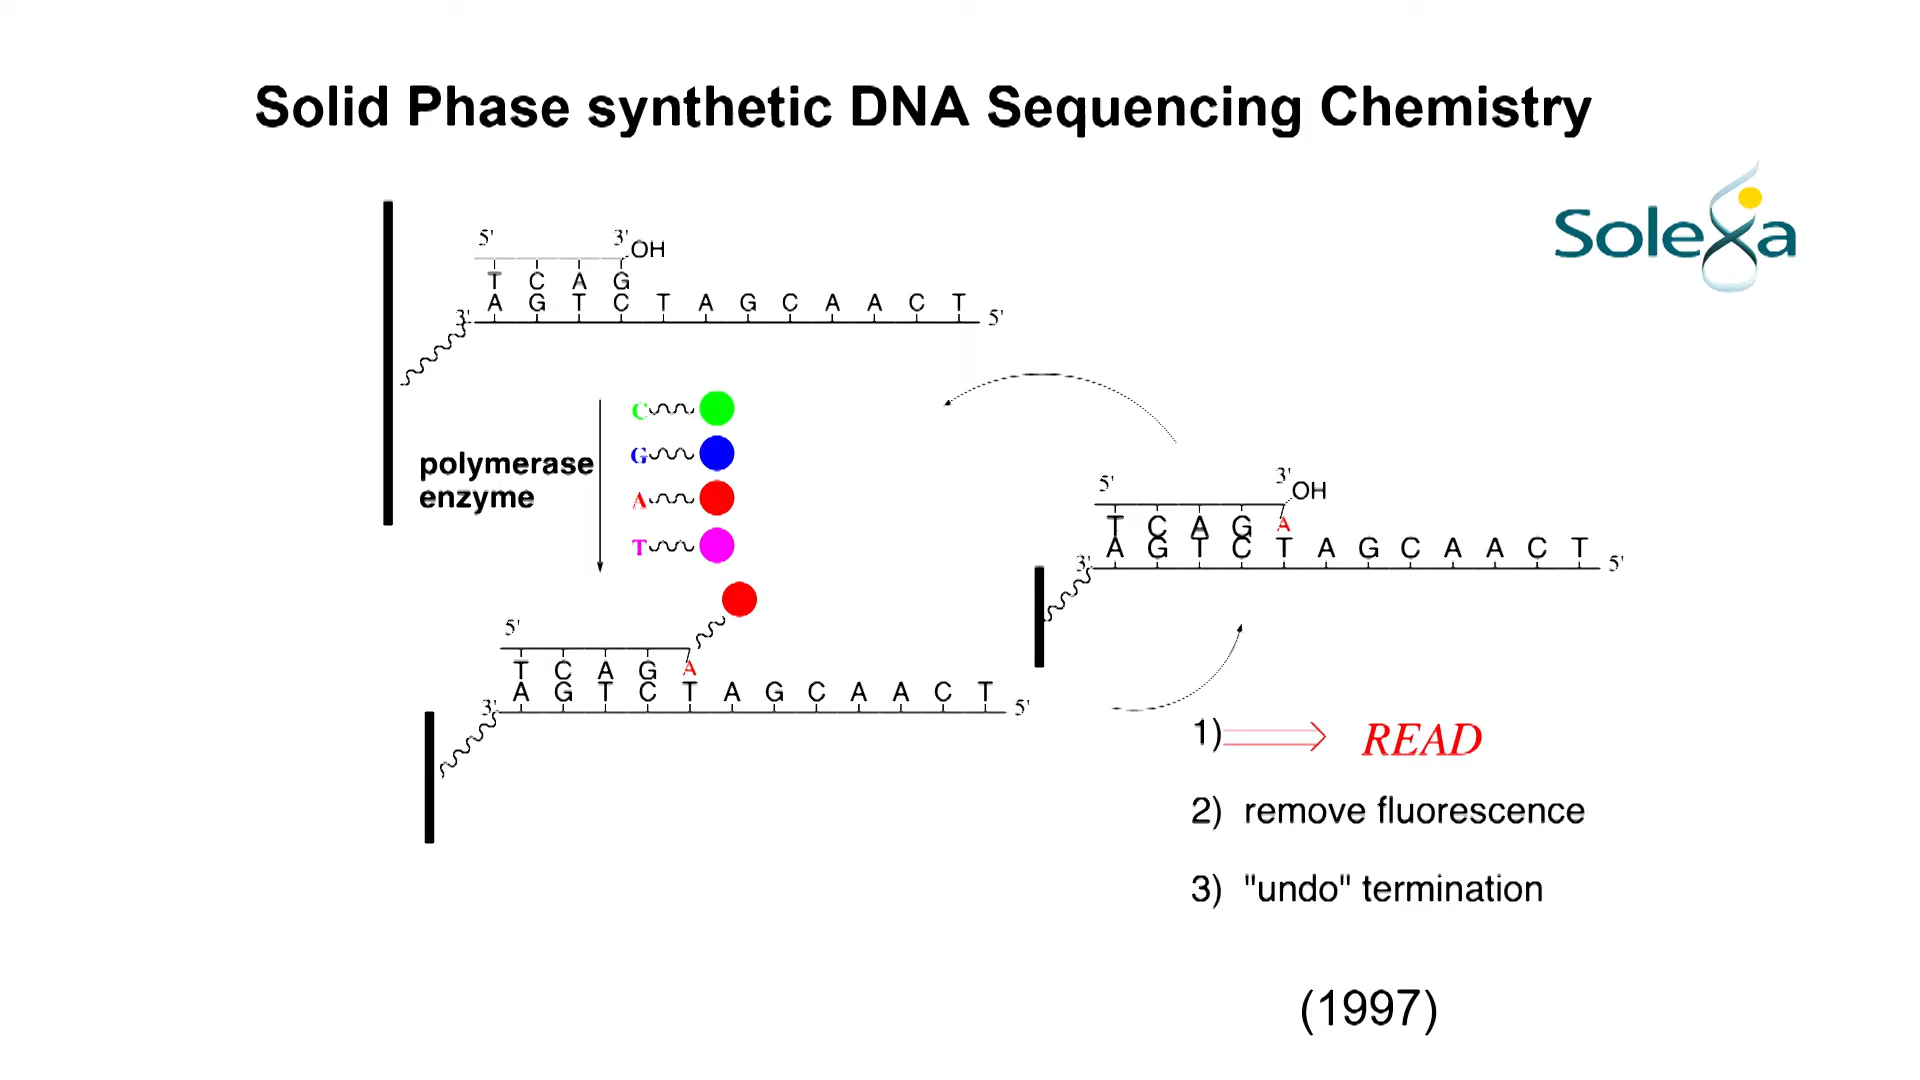 Solid Phase synthetic DNA Sequencing Chemistry
Solexa
5' 3' OH
T C A G
A G T C T A G C A A C T
3' 5'
C
G
polymerase
enzyme
A
T
5'
T C A G A
A G T C T A G C A A C T
3' 5'
5' 3' OH
T C A G A
A G T C T A G C A A C T
3' 5'
1) READ
2) remove fluorescence
3) "undo" termination
(1997)